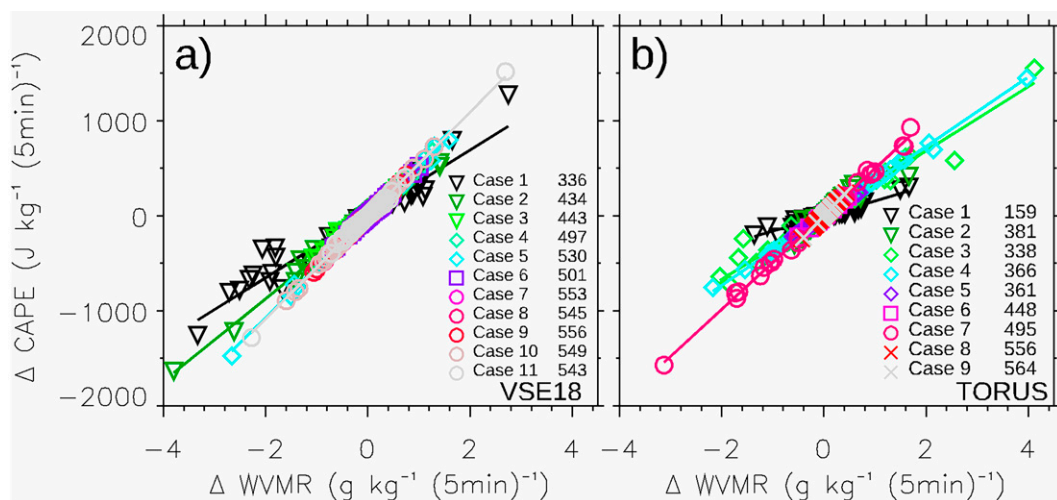 a)
b)
Δ CAPE (J kg⁻¹ (5min)⁻¹)
2000
1000
0
−1000
−2000
Case 1 336
Case 2 434
Case 3 443
Case 4 497
Case 5 530
Case 6 501
Case 7 553
Case 8 545
Case 9 556
Case 10 549
Case 11 543
VSE18
Case 1 159
Case 2 381
Case 3 338
Case 4 366
Case 5 361
Case 6 448
Case 7 495
Case 8 556
Case 9 564
TORUS
−4 −2 0 2 4
−4 −2 0 2 4
Δ WVMR (g kg⁻¹ (5min)⁻¹)
Δ WVMR (g kg⁻¹ (5min)⁻¹)